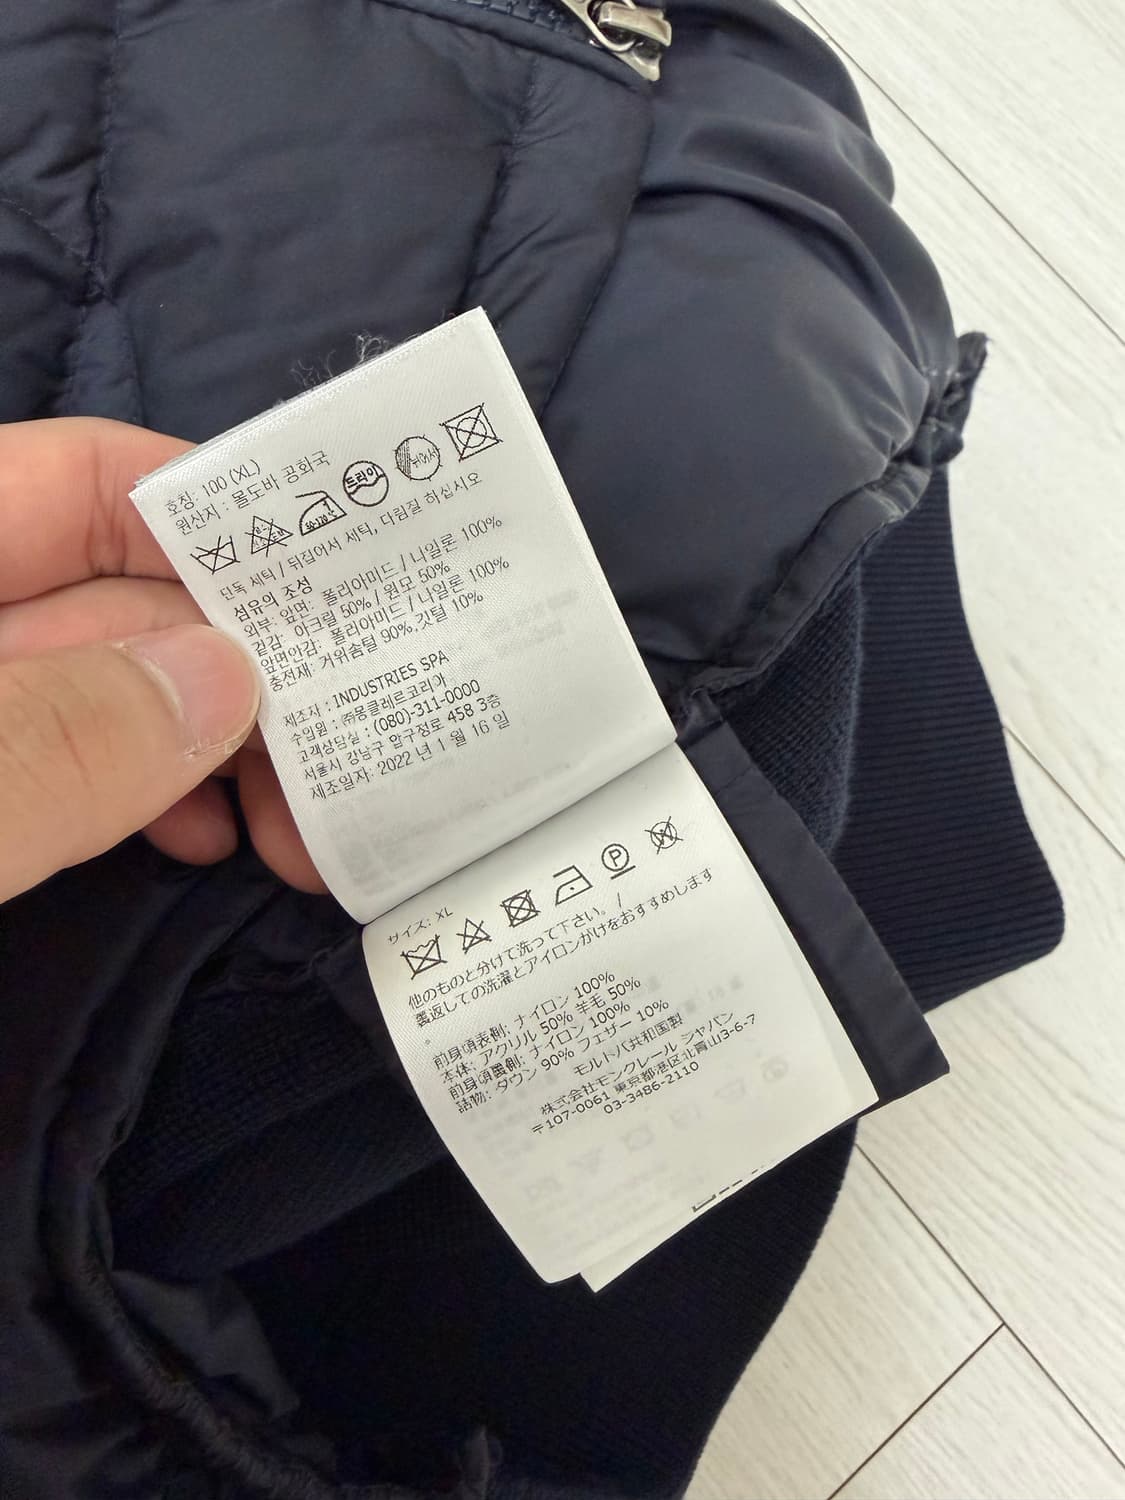 호칭: 100 (XL)
원산지 : 몰도바 공화국
80-120℃
드라이
뉘어서
단독 세탁 / 뒤집어서 세탁, 다림질 하십시오
섬유의 조성
외부: 앞면: 폴리아미드 / 나일론 100%
겉감: 아크릴 50% / 원모 50%
앞면안감: 폴리아미드 / 나일론 100%
충전재: 거위솜털 90%,깃털 10%
제조자 : INDUSTRIES SPA
수입원 : ㈜몽클레르코리아
고객상담실 : (080)-311-0000
서울시 강남구 압구정로 458 3층
제조일자: 2022 년 1 월 16 일
サイズ: XL
P
W
他のものと分けて洗って下さい。/
裏返しての洗濯とアイロンがけをおすすめします
。
前身頃表側: ナイロン 100%
本体: アクリル 50% 羊毛 50%
前身頃裏側: ナイロン 100%
詰物: ダウン 90% フェザー 10%
モルドバ共和国製
株式会社モンクレール ジャパン
〒107-0061 東京都港区北青山3-6-7
03-3486-2110